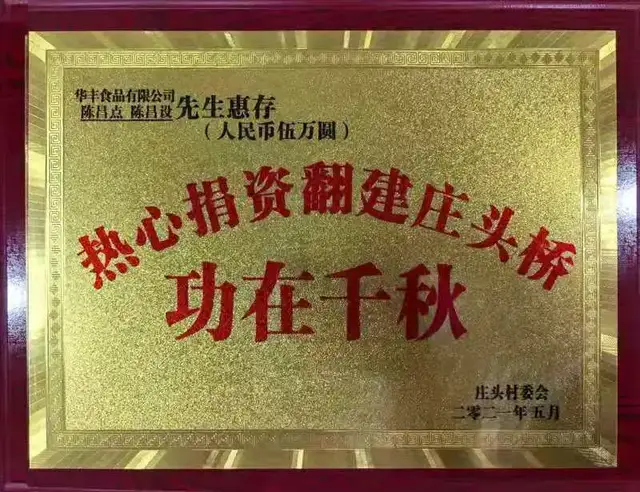 华丰食品有限公司
陈昌点 陈昌设 先生惠存
（人民币伍万圆）
热心捐资翻建庄头桥
功在千秋
庄头村委会
二零二一年五月